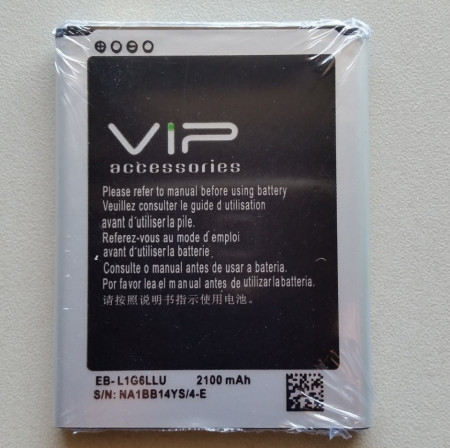 VIP
accessories
Please refer to manual before using battery
Veuillez consulter le guide d utilisation
avant d'utiliser la pile.
Referez-vous au mode d emploi
avant d'utiliser la batterie
Consulte o manual antes de usar a bateria.
Por favor lea el manual antes de utilizar la batería.
请按照说明书指示使用电池。
EB- L1G6LLU 2100 mAh
S/N: NA1BB14YS/4-E